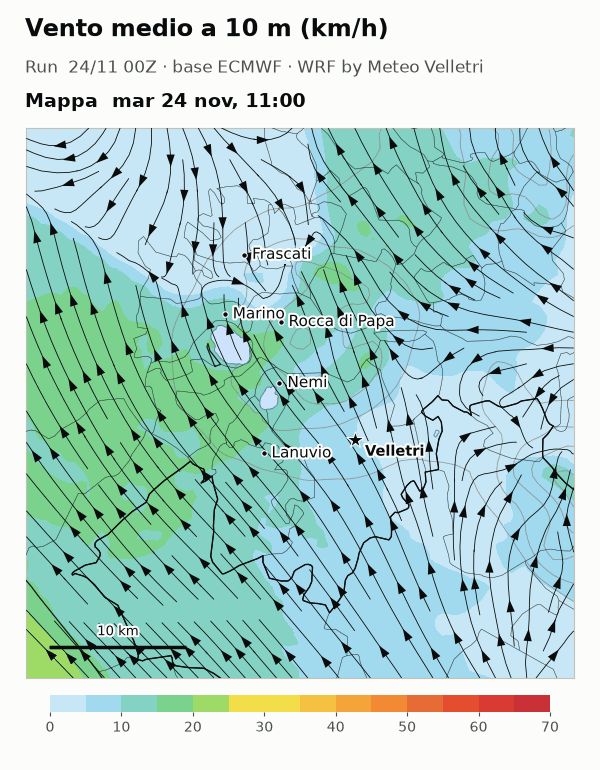 Vento medio a 10 m (km/h)
Run  24/11 00Z · base ECMWF · WRF by Meteo Velletri
Mappa  mar 24 nov, 11:00
Frascati
Marino
Rocca di Papa
Nemi
Velletri
Lanuvio
10 km
0 10 20 30 40 50 60 70